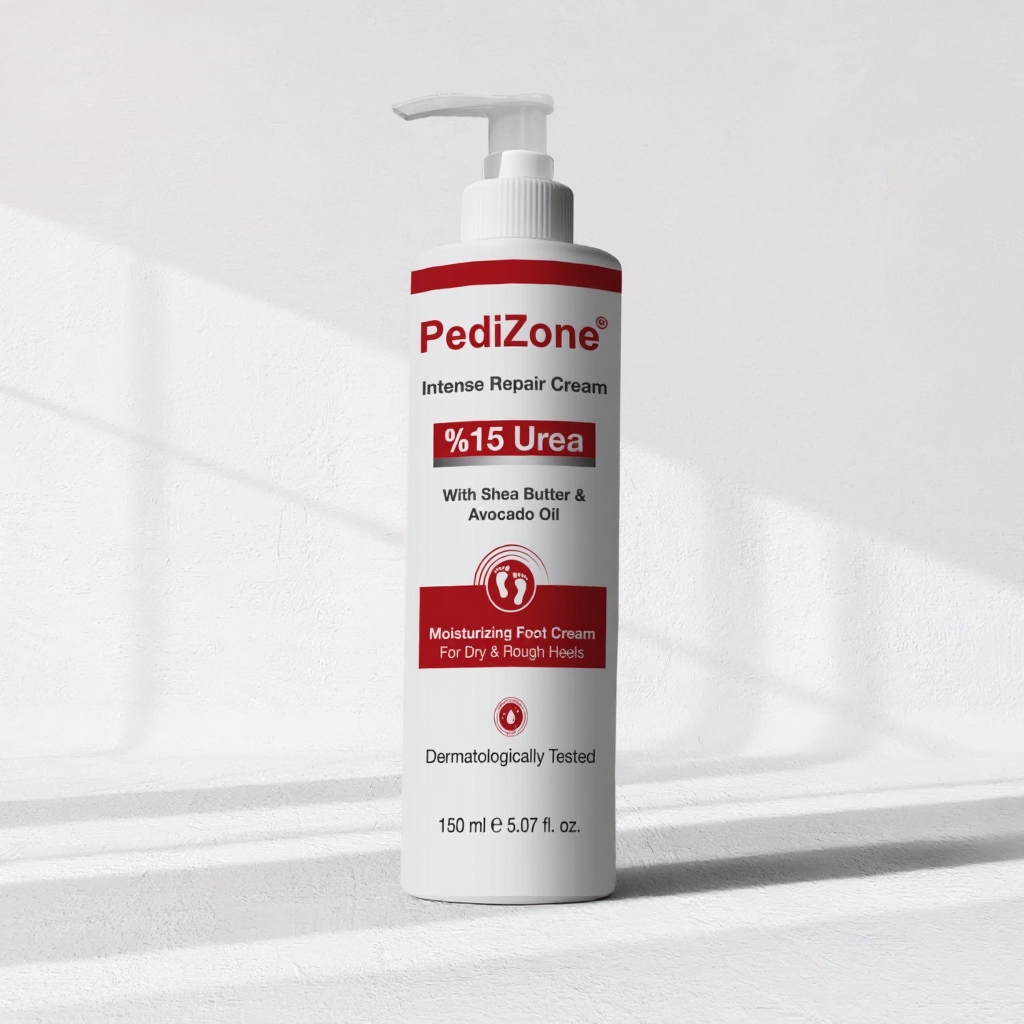 PediZone®
Intense Repair Cream
%15 Urea
With Shea Butter &
Avocado Oil
Moisturizing Foot Cream
For Dry & Rough Heels
Dermatologically Tested
150 ml ℮ 5.07 fl. oz.